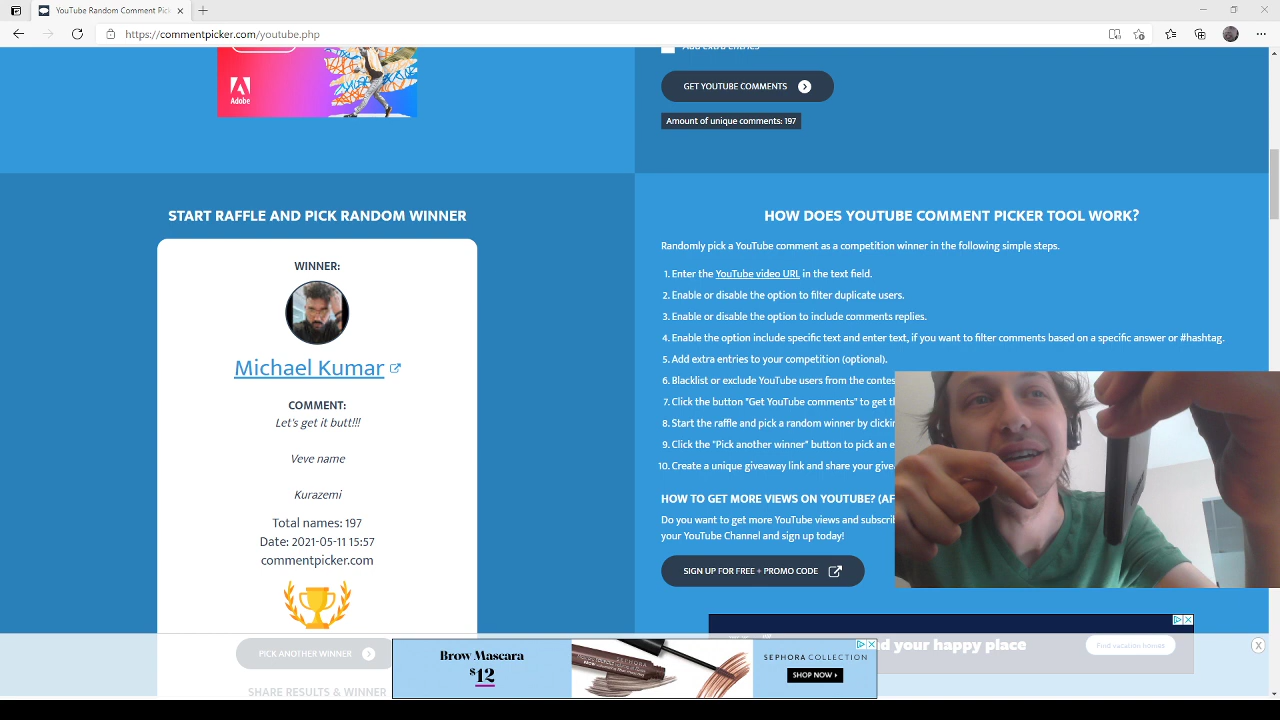 YouTube Random Comment Pic
https://commentpicker.com/youtube.php
Adobe
Add extra entries
GET YOUTUBE COMMENTS
Amount of unique comments: 197
START RAFFLE AND PICK RANDOM WINNER
WINNER:
Michael Kumar
COMMENT:
Let's get it butt!!!
Veve name
Kurazemi
Total names: 197
Date: 2021-05-11 15:57
commentpicker.com
PICK ANOTHER WINNER
SHARE RESULTS & WINNER
HOW DOES YOUTUBE COMMENT PICKER TOOL WORK?
Randomly pick a YouTube comment as a competition winner in the following simple steps.
1. Enter the YouTube video URL in the text field.
2. Enable or disable the option to filter duplicate users.
3. Enable or disable the option to include comments replies.
4. Enable the option include specific text and enter text, if you want to filter comments based on a specific answer or #hashtag.
5. Add extra entries to your competition (optional).
6. Blacklist or exclude YouTube users from the contes
7. Click the button "Get YouTube comments" to get th
8. Start the raffle and pick a random winner by clickin
9. Click the "Pick another winner" button to pick an e
10. Create a unique giveaway link and share your give
HOW TO GET MORE VIEWS ON YOUTUBE? (AF
Do you want to get more YouTube views and subscrib
your YouTube Channel and sign up today!
SIGN UP FOR FREE + PROMO CODE
d your happy place
Find vacation homes
Brow Mascara
$12
SEPHORA COLLECTION
SHOP NOW
X